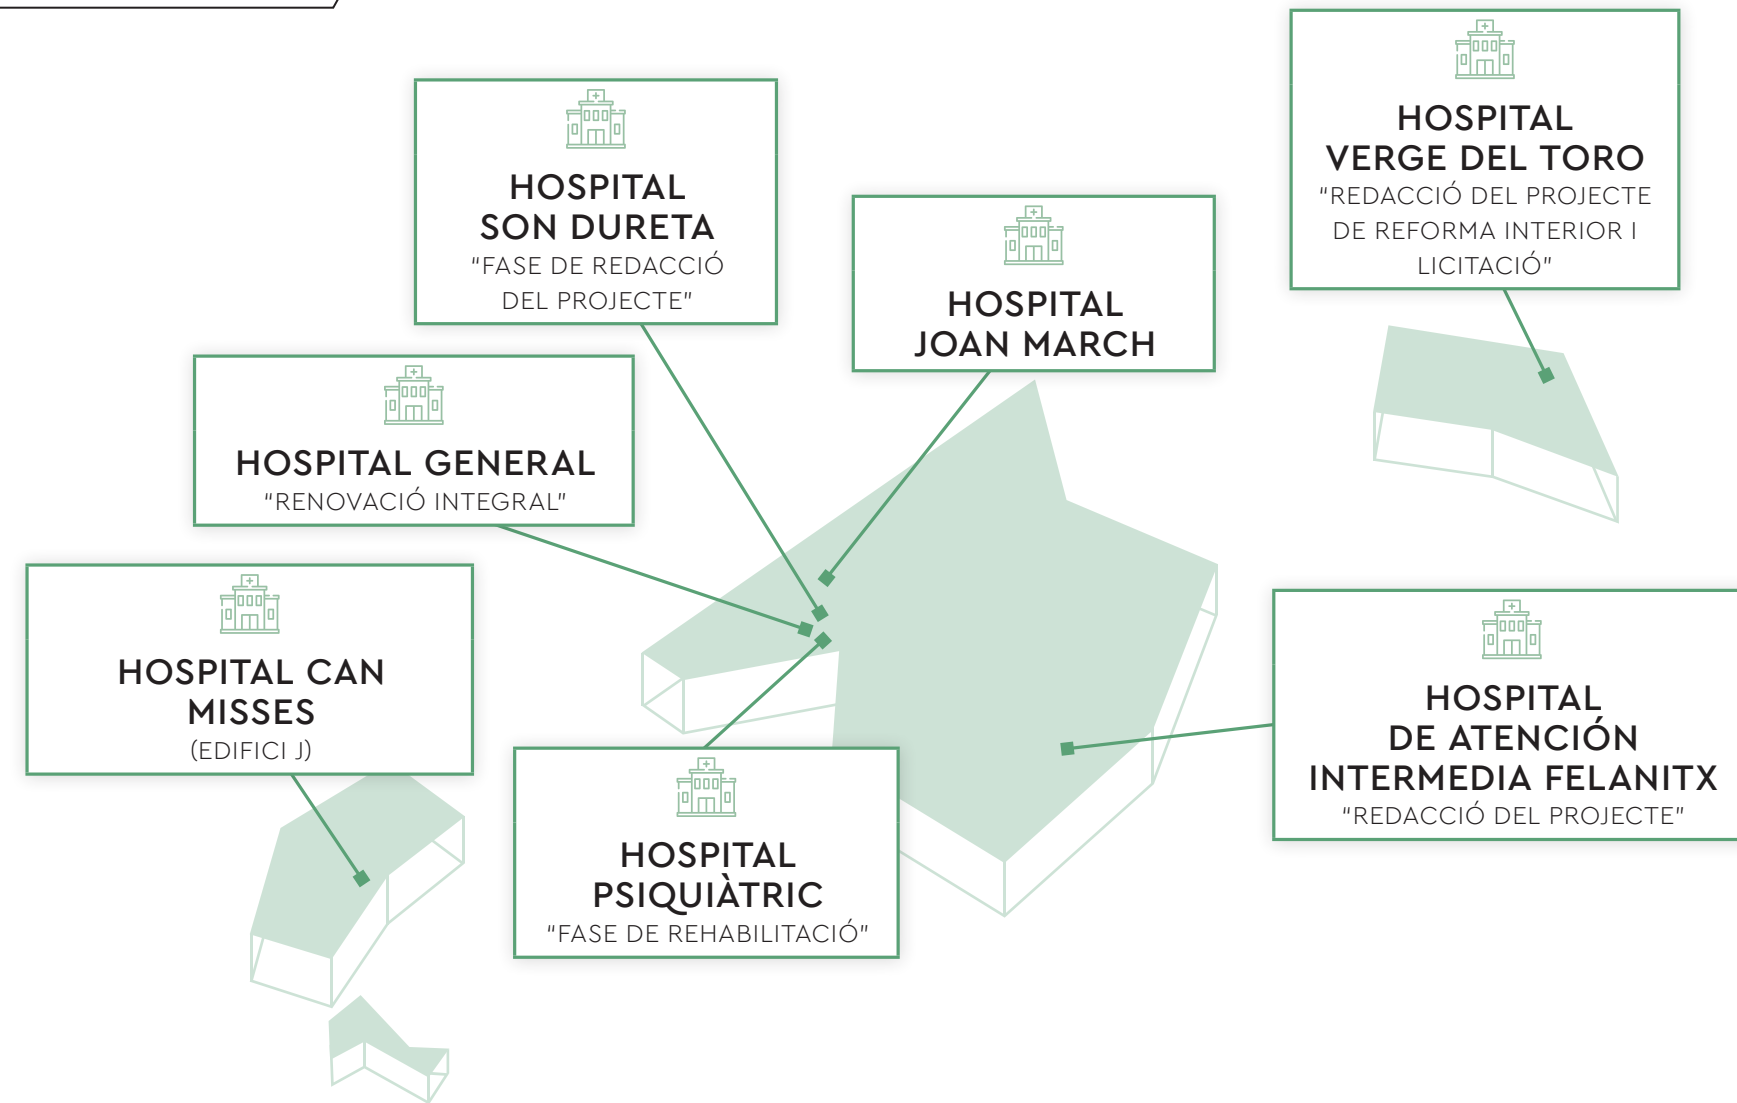 HOSPITAL
VERGE DEL TORO
“REDACCIÓ DEL PROJECTE
DE REFORMA INTERIOR I
LICITACIÓ”
HOSPITAL
SON DURETA
“FASE DE REDACCIÓ
DEL PROJECTE”
HOSPITAL
JOAN MARCH
HOSPITAL GENERAL
“RENOVACIÓ INTEGRAL”
HOSPITAL CAN
MISSES
(EDIFICI J)
HOSPITAL
DE ATENCIÓN
INTERMEDIA FELANITX
“REDACCIÓ DEL PROJECTE”
HOSPITAL
PSIQUIÀTRIC
“FASE DE REHABILITACIÓ”